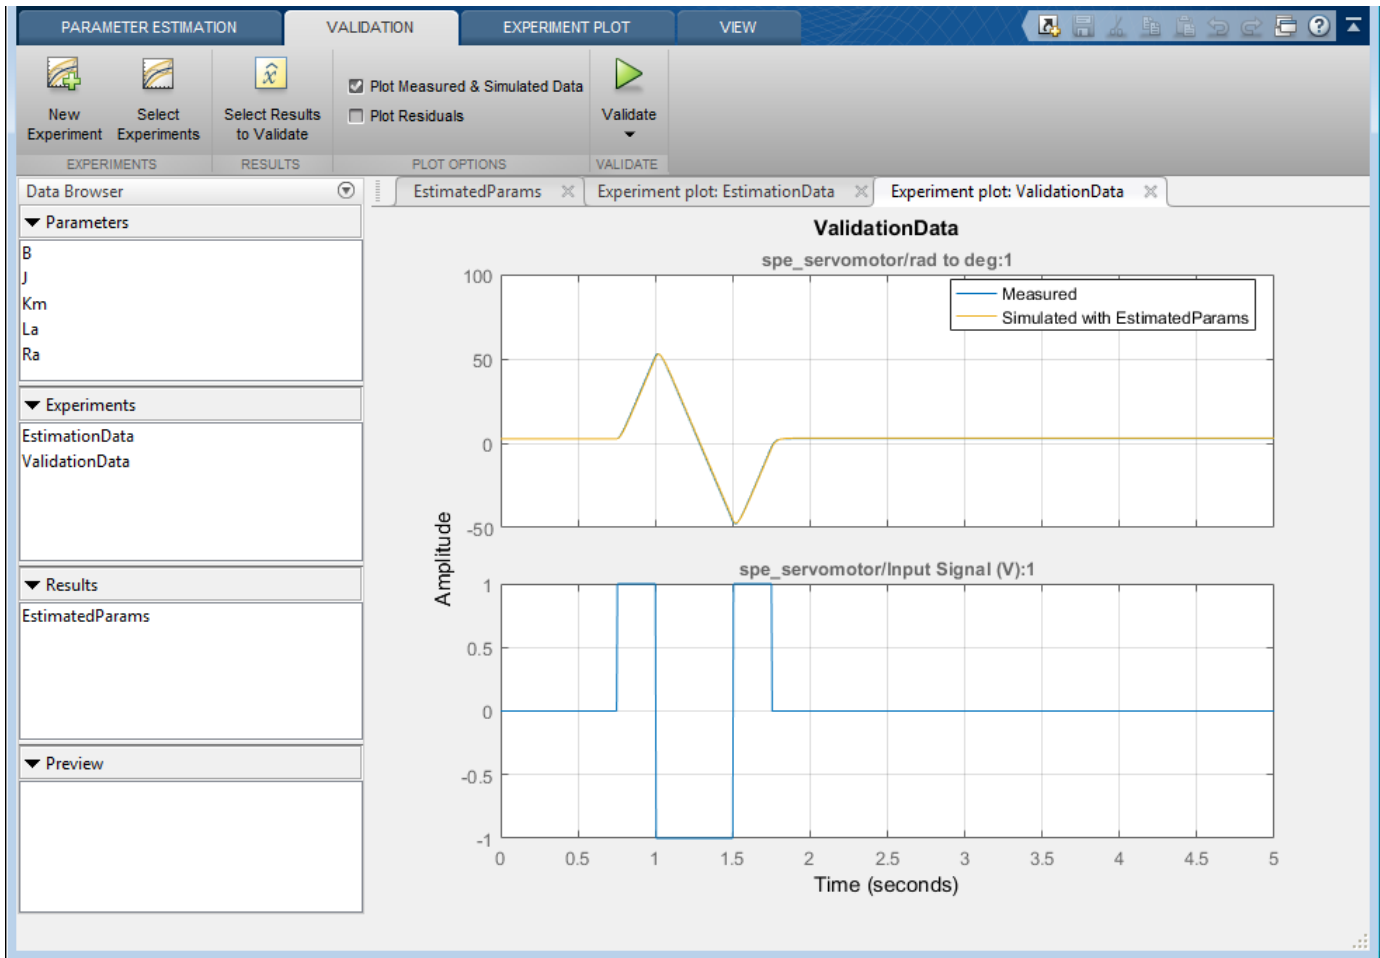 PARAMETER ESTIMATION VALIDATION EXPERIMENT PLOT VIEW
New Experiment
Select Experiments
Select Results to Validate
Plot Measured & Simulated Data
Plot Residuals
Validate
EXPERIMENTS RESULTS PLOT OPTIONS VALIDATE
Data Browser
Parameters
B
J
Km
La
Ra
Experiments
EstimationData
ValidationData
Results
EstimatedParams
Preview
EstimatedParams Experiment plot: EstimationData Experiment plot: ValidationData
ValidationData
spe_servomotor/rad to deg:1
100
50
0
-50
Measured
Simulated with EstimatedParams
Amplitude
spe_servomotor/Input Signal (V):1
1
0.5
0
-0.5
-1
0 0.5 1 1.5 2 2.5 3 3.5 4 4.5 5
Time (seconds)